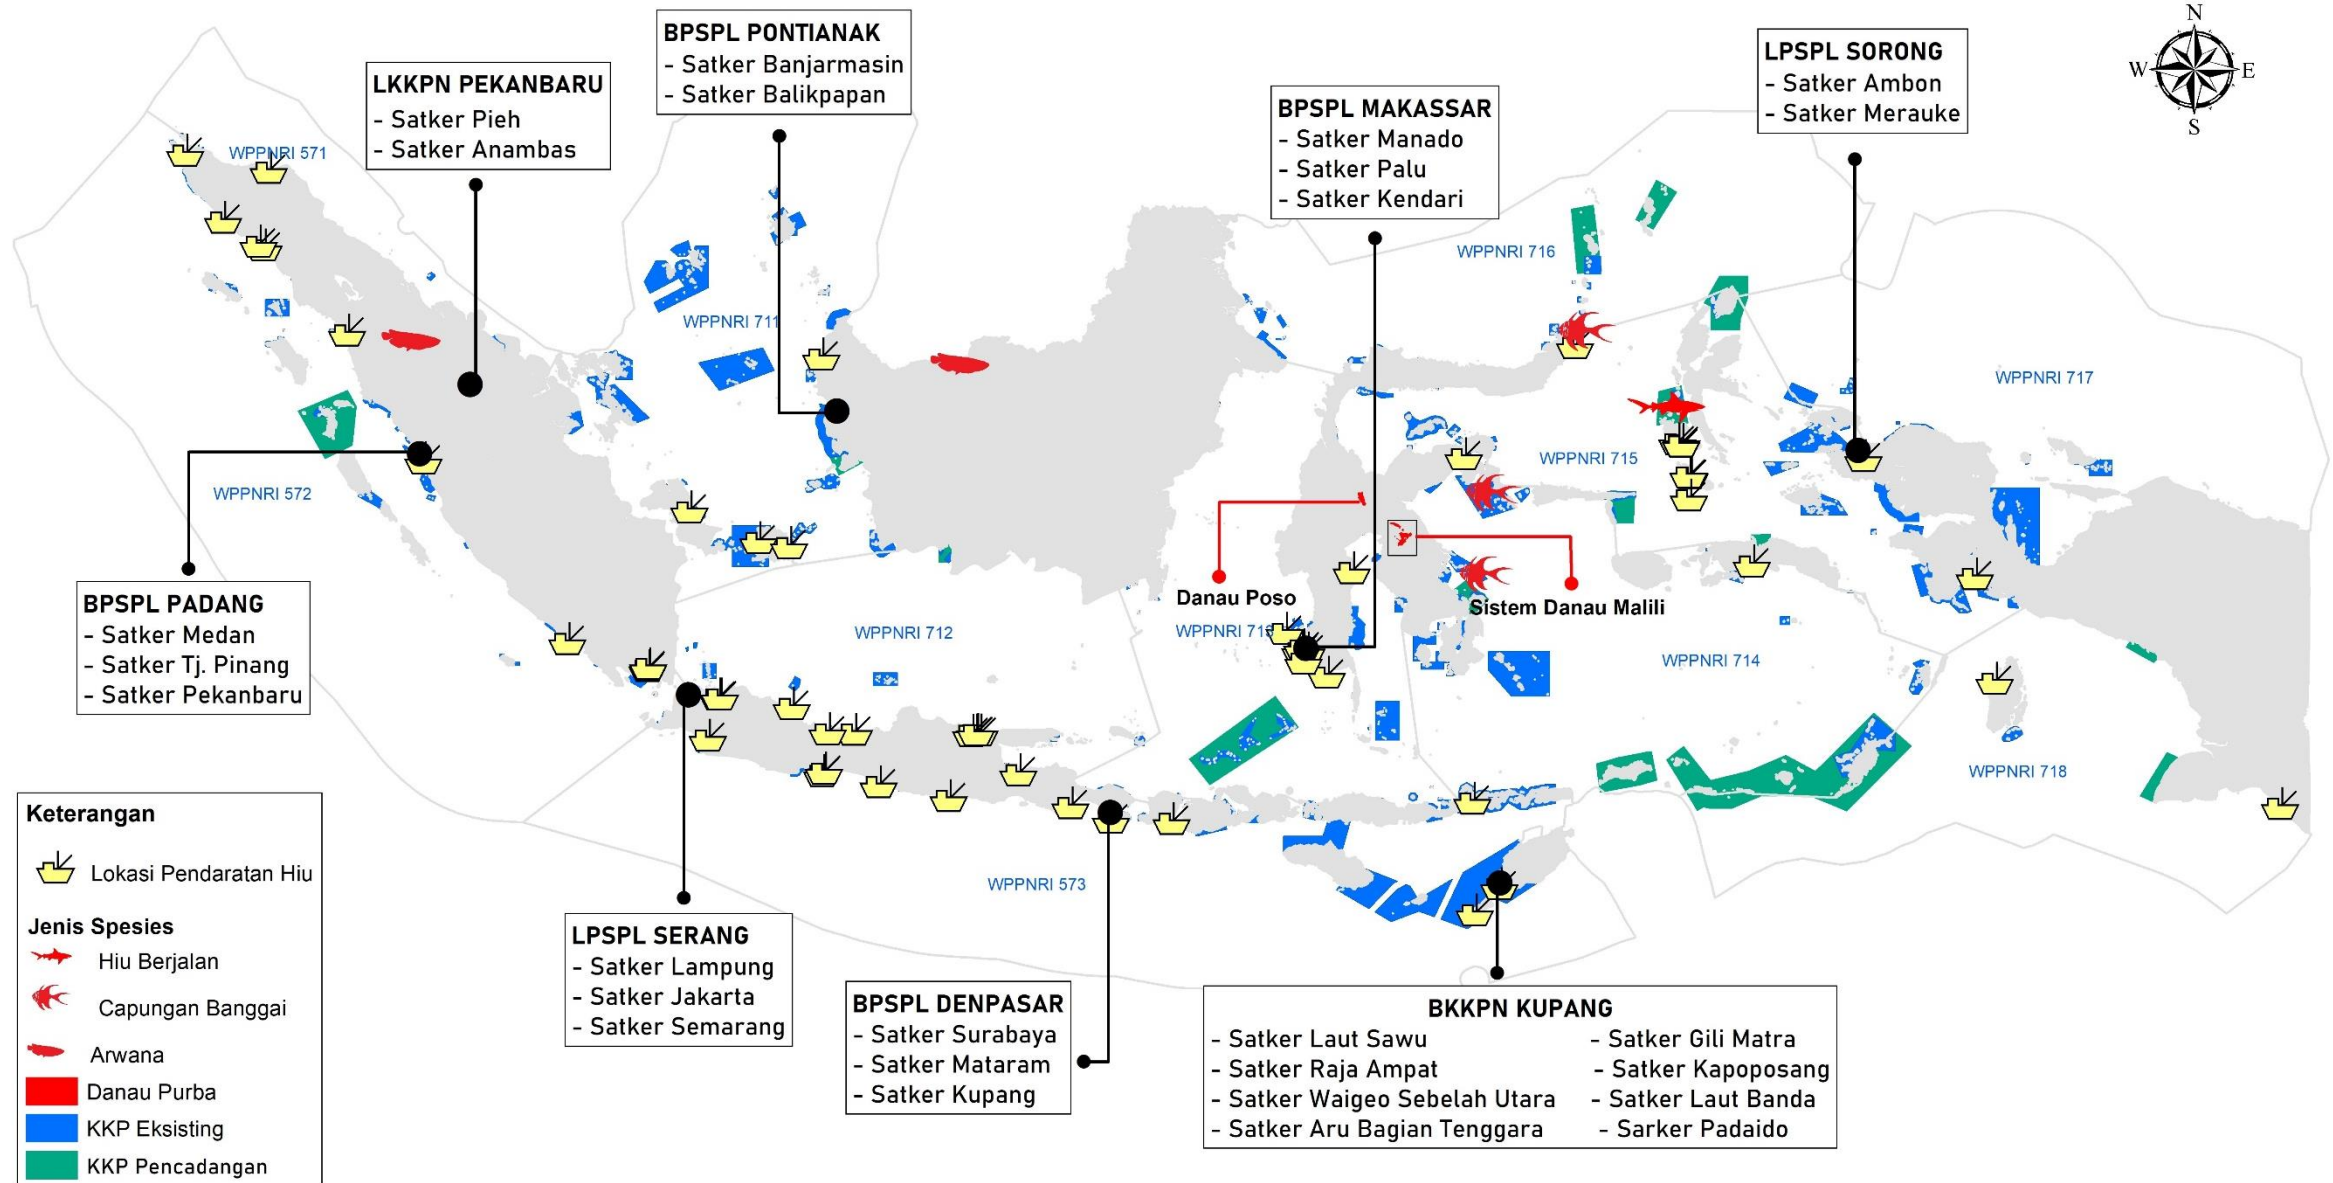 BPSPL PONTIANAK
- Satker Banjarmasin
- Satker Balikpapan
LKKPN PEKANBARU
- Satker Pieh
- Satker Anambas
BPSPL MAKASSAR
- Satker Manado
- Satker Palu
- Satker Kendari
LPSPL SORONG
- Satker Ambon
- Satker Merauke
N
W
E
S
WPPNRI 571
WPPNRI 716
WPPNRI 711
WPPNRI 717
WPPNRI 715
WPPNRI 572
Danau Poso
Sistem Danau Malili
WPPNRI 712
WPPNRI 713
WPPNRI 714
WPPNRI 718
WPPNRI 573
BPSPL PADANG
- Satker Medan
- Satker Tj. Pinang
- Satker Pekanbaru
LPSPL SERANG
- Satker Lampung
- Satker Jakarta
- Satker Semarang
BPSPL DENPASAR
- Satker Surabaya
- Satker Mataram
- Satker Kupang
BKKPN KUPANG
- Satker Laut Sawu
- Satker Raja Ampat
- Satker Waigeo Sebelah Utara
- Satker Aru Bagian Tenggara
- Satker Gili Matra
- Satker Kapoposang
- Satker Laut Banda
- Sarker Padaido
Keterangan
Lokasi Pendaratan Hiu
Jenis Spesies
Hiu Berjalan
Capungan Banggai
Arwana
Danau Purba
KKP Eksisting
KKP Pencadangan